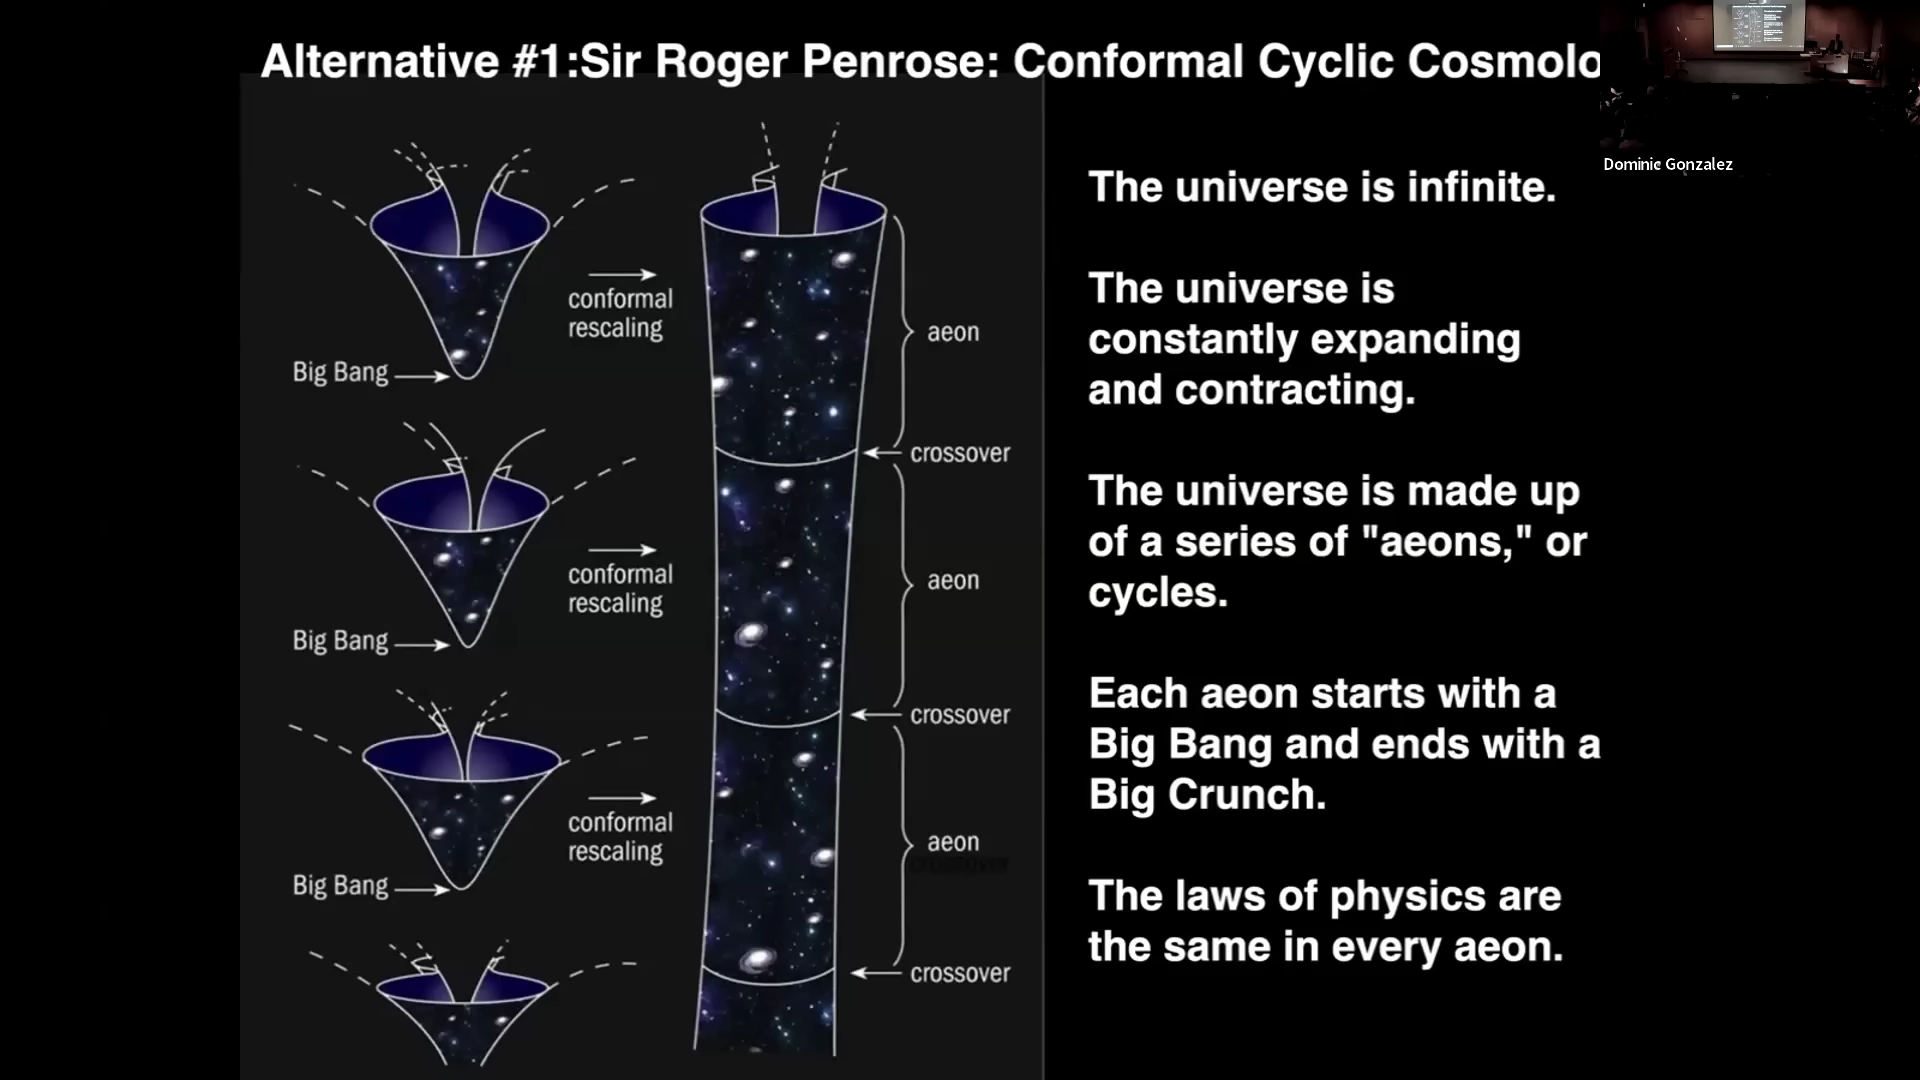 Alternative #1:Sir Roger Penrose: Conformal Cyclic Cosmolo
Dominic Gonzalez
conformal
rescaling
Big Bang
conformal
rescaling
Big Bang
conformal
rescaling
Big Bang
aeon
crossover
aeon
crossover
aeon
crossover
The universe is infinite.
The universe is
constantly expanding
and contracting.
The universe is made up
of a series of "aeons," or
cycles.
Each aeon starts with a
Big Bang and ends with a
Big Crunch.
The laws of physics are
the same in every aeon.